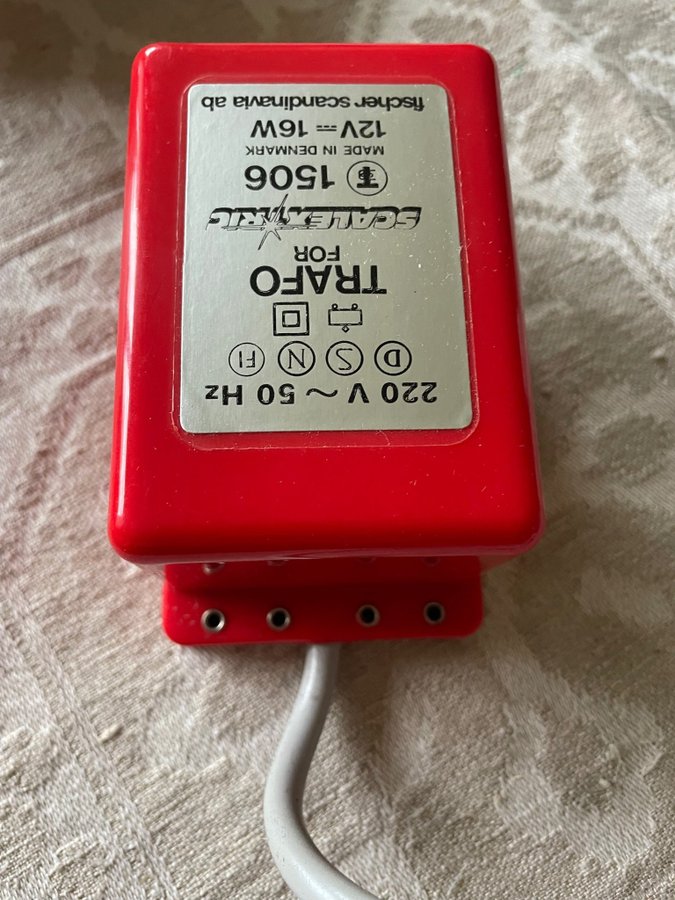 220 V ~ 50 Hz
D S N FI
TRAFO
FOR
SCALEXTRIC
1506
MADE IN DENMARK
12V ⎓ 16W
fischer scandinavia ab